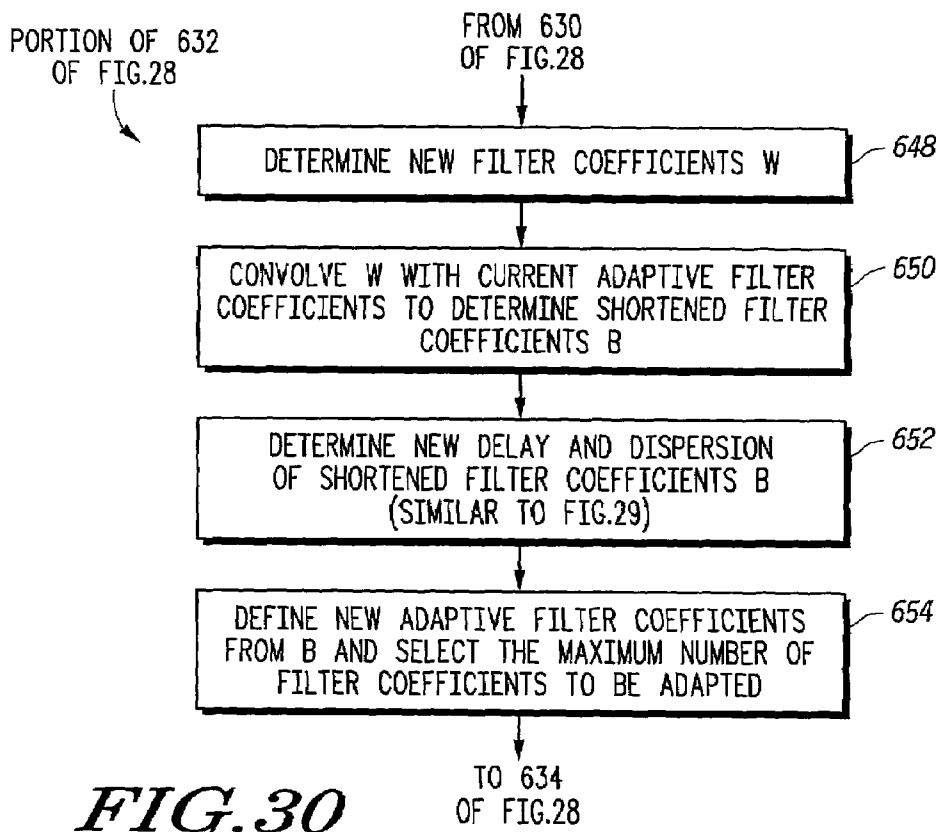 PORTION OF 632
OF FIG.28
FROM 630
OF FIG.28
DETERMINE NEW FILTER COEFFICIENTS W
648
CONVOLVE W WITH CURRENT ADAPTIVE FILTER
COEFFICIENTS TO DETERMINE SHORTENED FILTER
COEFFICIENTS B
650
DETERMINE NEW DELAY AND DISPERSION
OF SHORTENED FILTER COEFFICIENTS B
(SIMILAR TO FIG.29)
652
DEFINE NEW ADAPTIVE FILTER COEFFICIENTS
FROM B AND SELECT THE MAXIMUM NUMBER OF
FILTER COEFFICIENTS TO BE ADAPTED
654
TO 634
OF FIG.28
FIG.30